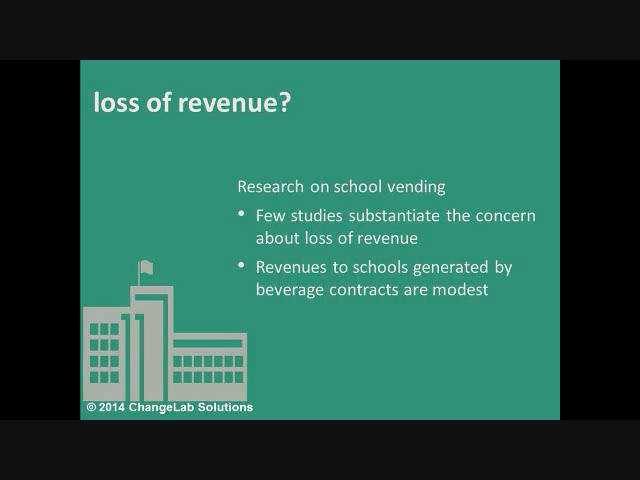 loss of revenue?
Research on school vending
• Few studies substantiate the concern
about loss of revenue
• Revenues to schools generated by
beverage contracts are modest
© 2014 ChangeLab Solutions